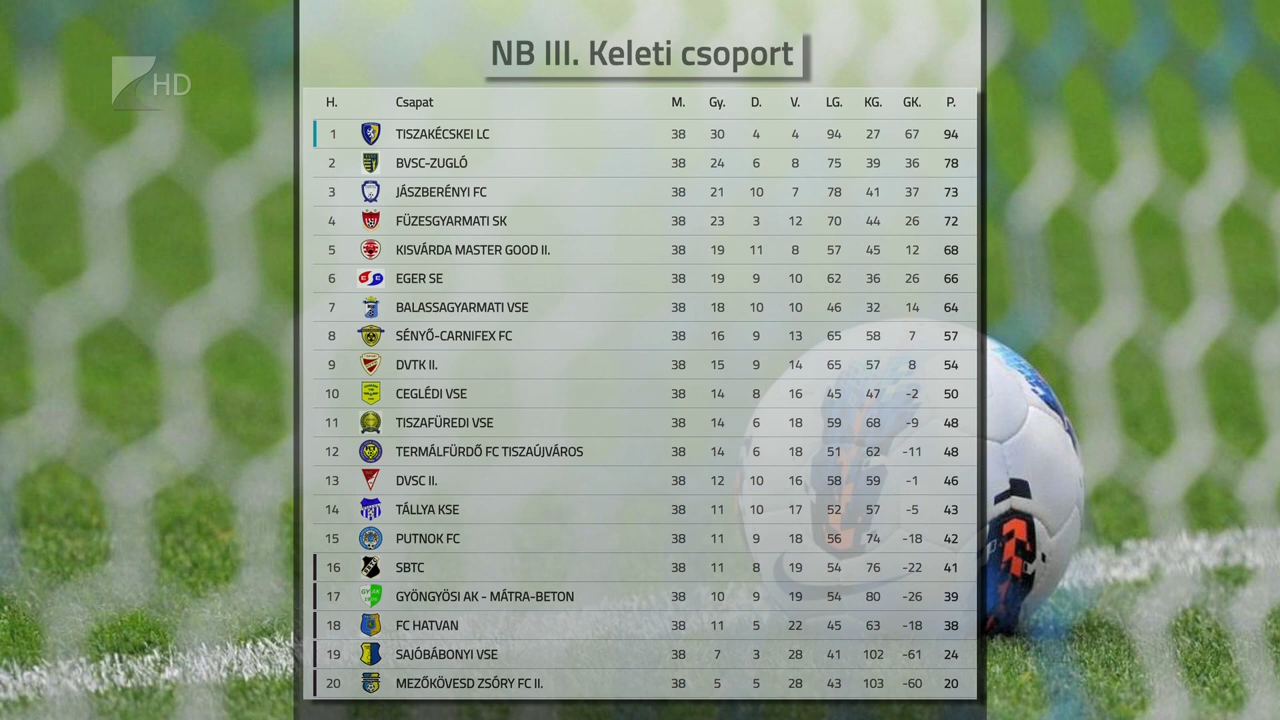 HD
NB III. Keleti csoport
H. Csapat M. Gy. D. V. LG. KG. GK. P.
1 TISZAKÉCSKEI LC 38 30 4 4 94 27 67 94
2 BVSC-ZUGLÓ 38 24 6 8 75 39 36 78
3 JÁSZBERÉNYI FC 38 21 10 7 78 41 37 73
4 FÜZESGYARMATI SK 38 23 3 12 70 44 26 72
5 KISVÁRDA MASTER GOOD II. 38 19 11 8 57 45 12 68
6 EGER SE 38 19 9 10 62 36 26 66
7 BALASSAGYARMATI VSE 38 18 10 10 46 32 14 64
8 SÉNYŐ-CARNIFEX FC 38 16 9 13 65 58 7 57
9 DVTK II. 38 15 9 14 65 57 8 54
10 CEGLÉDI VSE 38 14 8 16 45 47 -2 50
11 TISZAFÜREDI VSE 38 14 6 18 59 68 -9 48
12 TERMÁLFÜRDŐ FC TISZAÚJVÁROS 38 14 6 18 51 62 -11 48
13 DVSC II. 38 12 10 16 58 59 -1 46
14 TÁLLYA KSE 38 11 10 17 52 57 -5 43
15 PUTNOK FC 38 11 9 18 56 74 -18 42
16 SBTC 38 11 8 19 54 76 -22 41
17 GYÖNGYÖSI AK - MÁTRA-BETON 38 10 9 19 54 80 -26 39
18 FC HATVAN 38 11 5 22 45 63 -18 38
19 SAJÓBÁBONYI VSE 38 7 3 28 41 102 -61 24
20 MEZŐKÖVESD ZSÓRY FC II. 38 5 5 28 43 103 -60 20